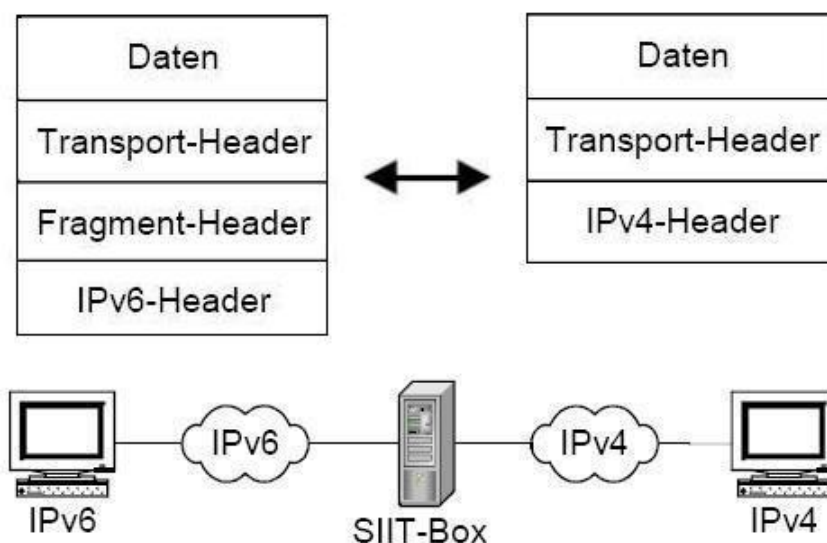 Daten
Transport-Header
Fragment-Header
IPv6-Header
Daten
Transport-Header
IPv4-Header
IPv6
IPv4
IPv6
SIIT-Box
IPv4